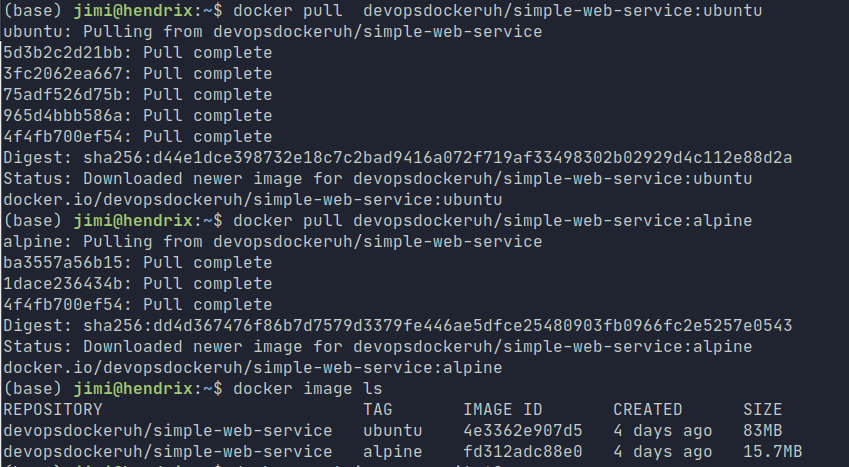 (base) jimi@hendrix:~$ docker pull  devopsdockeruh/simple-web-service:ubuntu
ubuntu: Pulling from devopsdockeruh/simple-web-service
5d3b2c2d21bb: Pull complete
3fc2062ea667: Pull complete
75adf526d75b: Pull complete
965d4bbb586a: Pull complete
4f4fb700ef54: Pull complete
Digest: sha256:d44e1dce398732e18c7c2bad9416a072f719af33498302b02929d4c112e88d2a
Status: Downloaded newer image for devopsdockeruh/simple-web-service:ubuntu
docker.io/devopsdockeruh/simple-web-service:ubuntu
(base) jimi@hendrix:~$ docker pull devopsdockeruh/simple-web-service:alpine
alpine: Pulling from devopsdockeruh/simple-web-service
ba3557a56b15: Pull complete
1dace236434b: Pull complete
4f4fb700ef54: Pull complete
Digest: sha256:dd4d367476f86b7d7579d3379fe446ae5dfce25480903fb0966fc2e5257e0543
Status: Downloaded newer image for devopsdockeruh/simple-web-service:alpine
docker.io/devopsdockeruh/simple-web-service:alpine
(base) jimi@hendrix:~$ docker image ls
REPOSITORY                          TAG       IMAGE ID       CREATED      SIZE
devopsdockeruh/simple-web-service   ubuntu    4e3362e907d5   4 days ago   83MB
devopsdockeruh/simple-web-service   alpine    fd312adc88e0   4 days ago   15.7MB